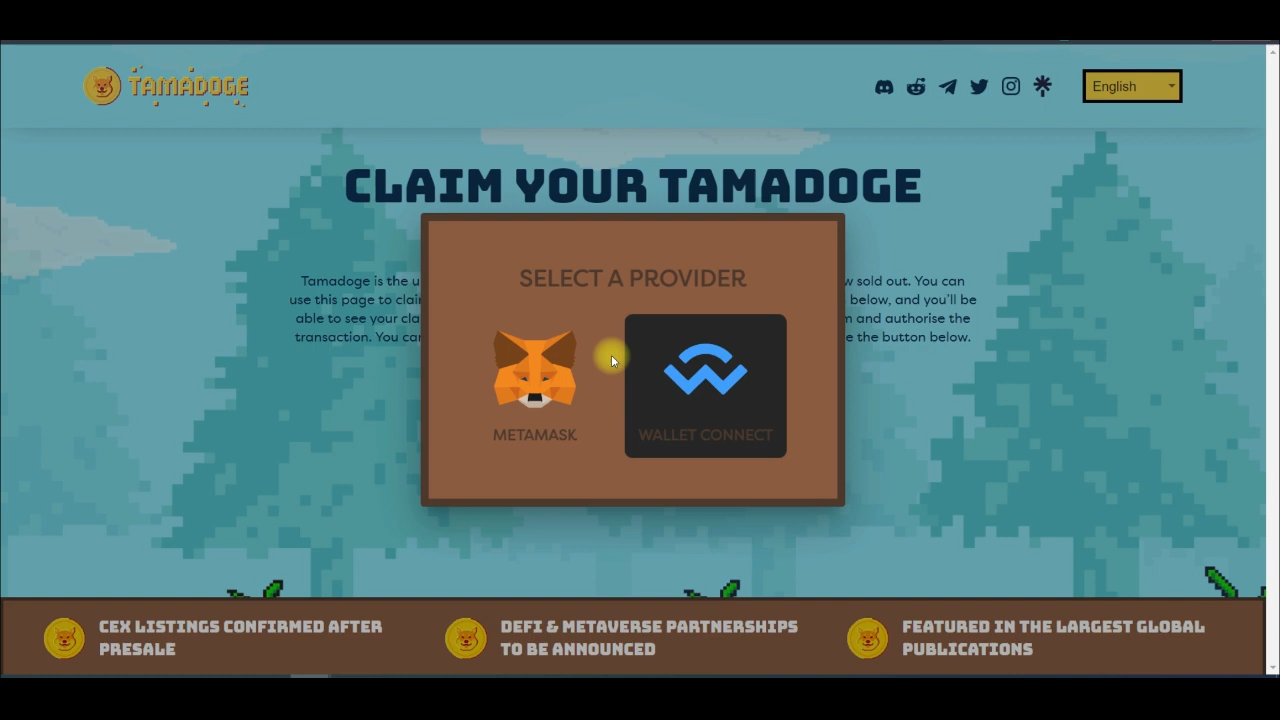 TAMADOGE
English
CLAIM YOUR TAMADOGE
SELECT A PROVIDER
Tamadoge is the u w sold out. You can
use this page to clai below, and you'll be
able to see your cla and authorise the
transaction. You ca e the button below.
METAMASK
WALLET CONNECT
CEX LISTINGS CONFIRMED AFTER
PRESALE
DEFI & METAVERSE PARTNERSHIPS
TO BE ANNOUNCED
FEATURED IN THE LARGEST GLOBAL
PUBLICATIONS